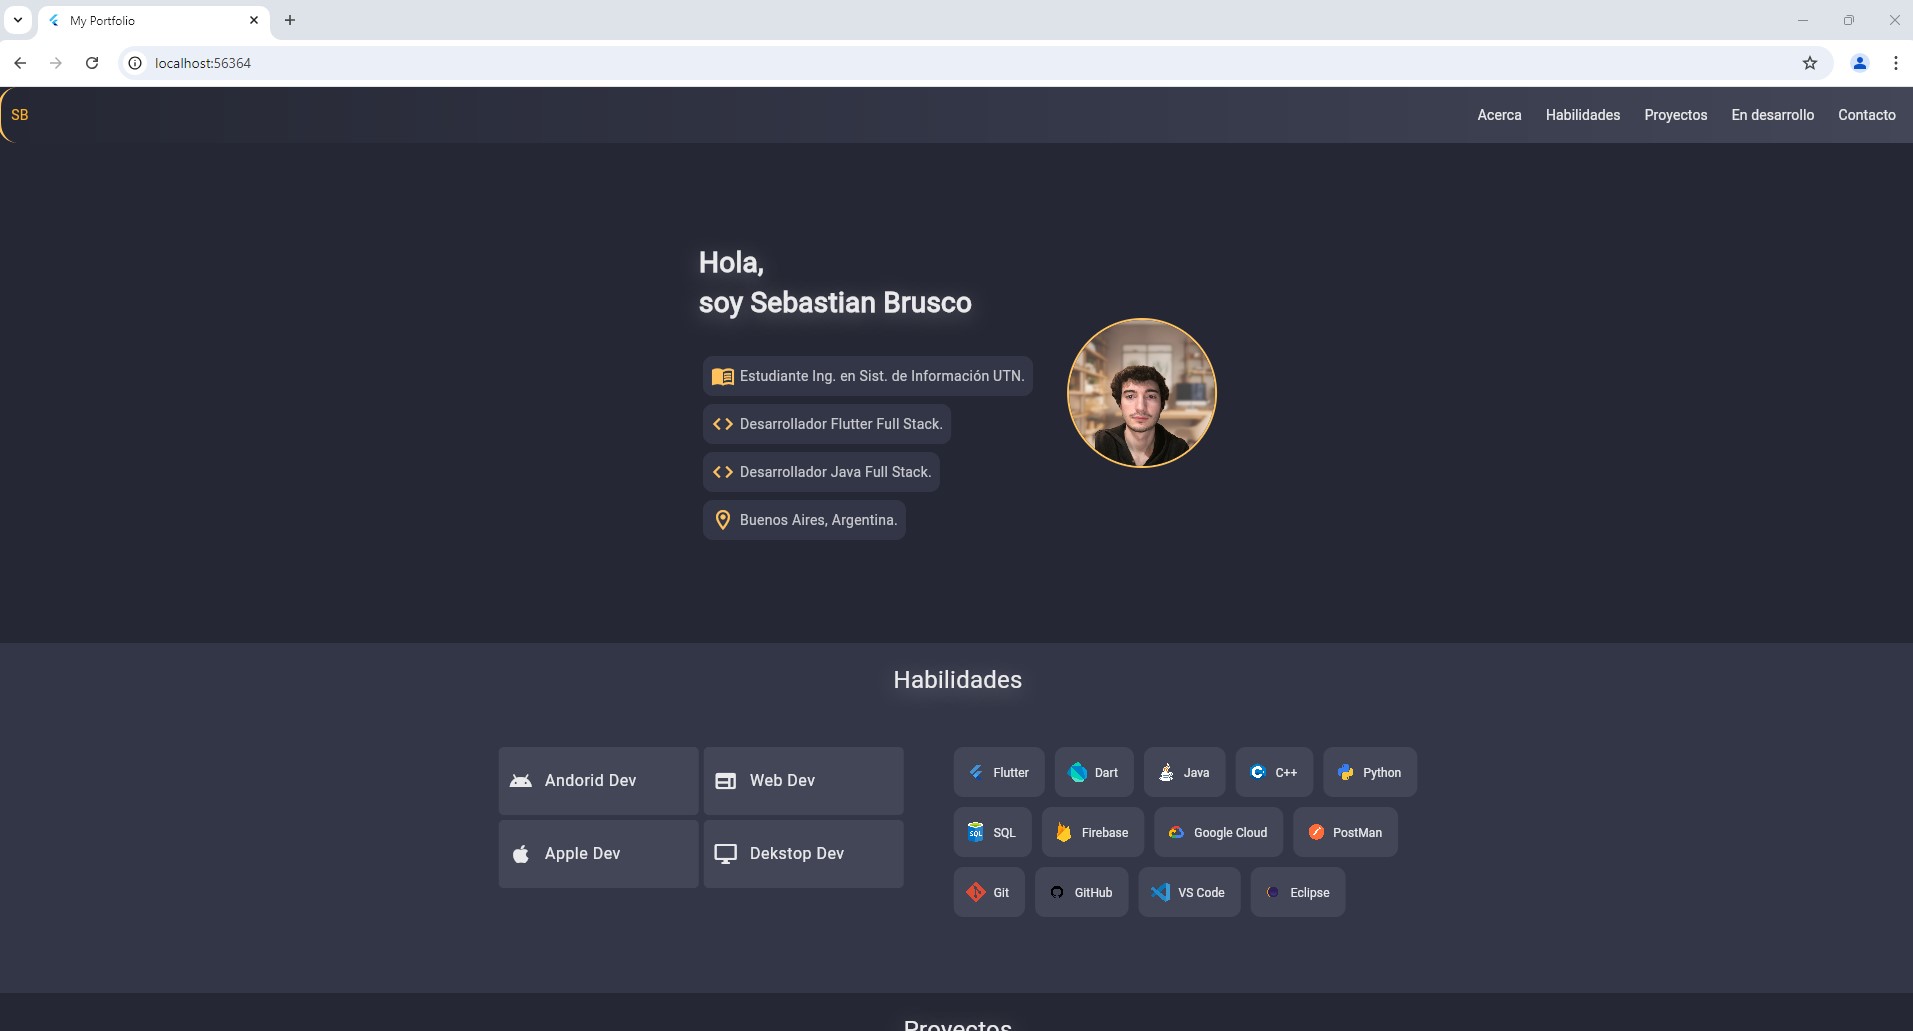 My Portfolio
localhost:56364
SB
Acerca Habilidades Proyectos En desarrollo Contacto
Hola,
soy Sebastian Brusco
Estudiante Ing. en Sist. de Información UTN.
Desarrollador Flutter Full Stack.
Desarrollador Java Full Stack.
Buenos Aires, Argentina.
Habilidades
Andorid Dev
Web Dev
Apple Dev
Dekstop Dev
Flutter Dart Java C++ Python
SQL Firebase Google Cloud PostMan
Git GitHub VS Code Eclipse
Proyectos